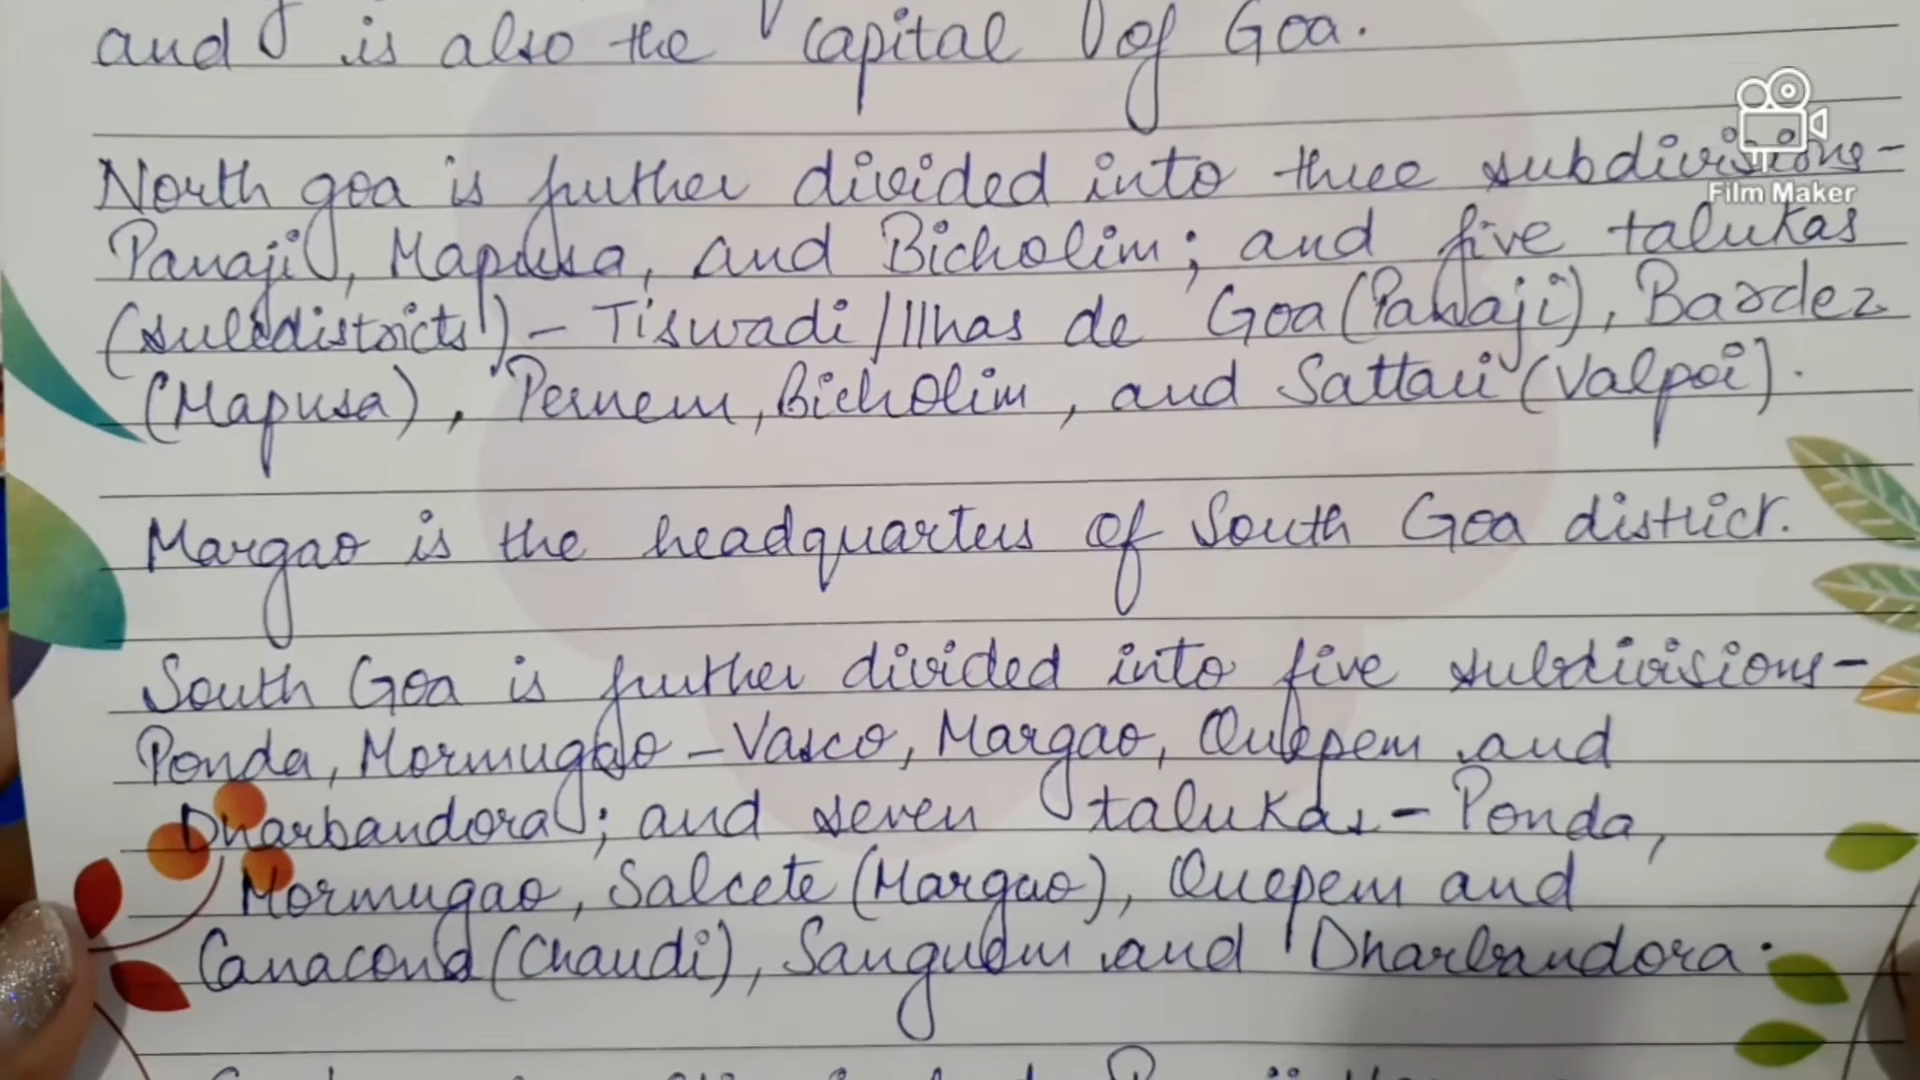 and is also the capital of Goa.
North goa is further divided into three subdivisions-
Panaji, Mapusa, and Bicholim; and five talukas
(subdistricts) - Tiswadi/Ilhas de Goa (Panaji), Bardez
(Mapusa), Pernem, Bicholim, and Sattari (Valpoi).
Margao is the headquarters of South Goa district.
South Goa is further divided into five subdivisions-
Ponda, Mormugao - Vasco, Margao, Quepem and
Dharbandora; and seven talukas - Ponda,
Mormugao, Salcete (Margao), Quepem and
Canacona (Chaudi), Sanguem and Dharbandora.
Film Maker